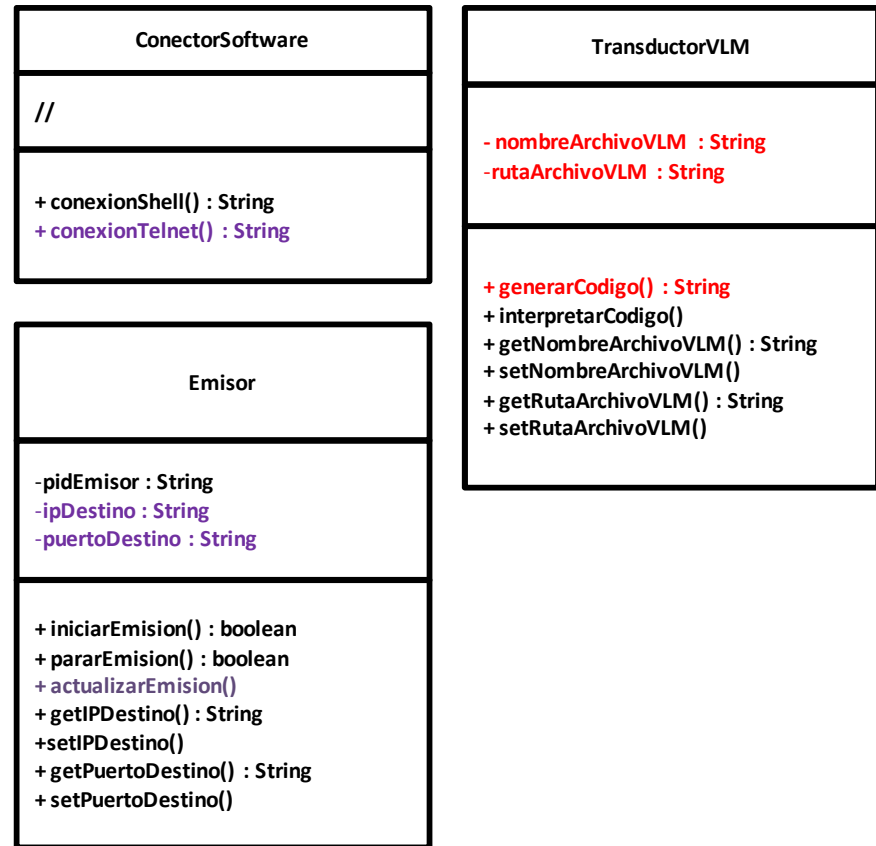 ConectorSoftware
//
+ conexionShell() : String
+ conexionTelnet() : String
Emisor
-pidEmisor : String
-ipDestino : String
-puertoDestino : String
+ iniciarEmision() : boolean
+ pararEmision() : boolean
+ actualizarEmision()
+ getIPDestino() : String
+setIPDestino()
+ getPuertoDestino() : String
+ setPuertoDestino()
TransductorVLM
- nombreArchivoVLM : String
-rutaArchivoVLM : String
+ generarCodigo() : String
+ interpretarCodigo()
+ getNombreArchivoVLM() : String
+ setNombreArchivoVLM()
+ getRutaArchivoVLM() : String
+ setRutaArchivoVLM()